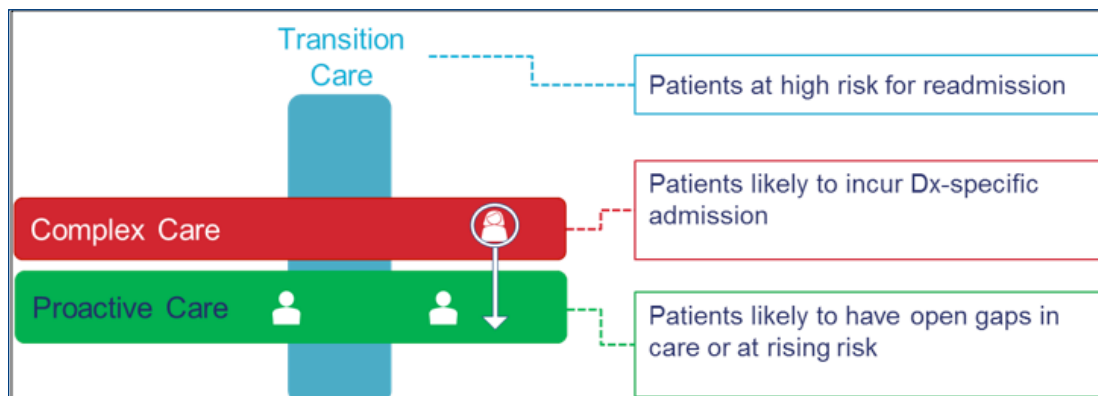 Transition
Care
Patients at high risk for readmission
Patients likely to incur Dx-specific
admission
Complex Care
Proactive Care
Patients likely to have open gaps in
care or at rising risk